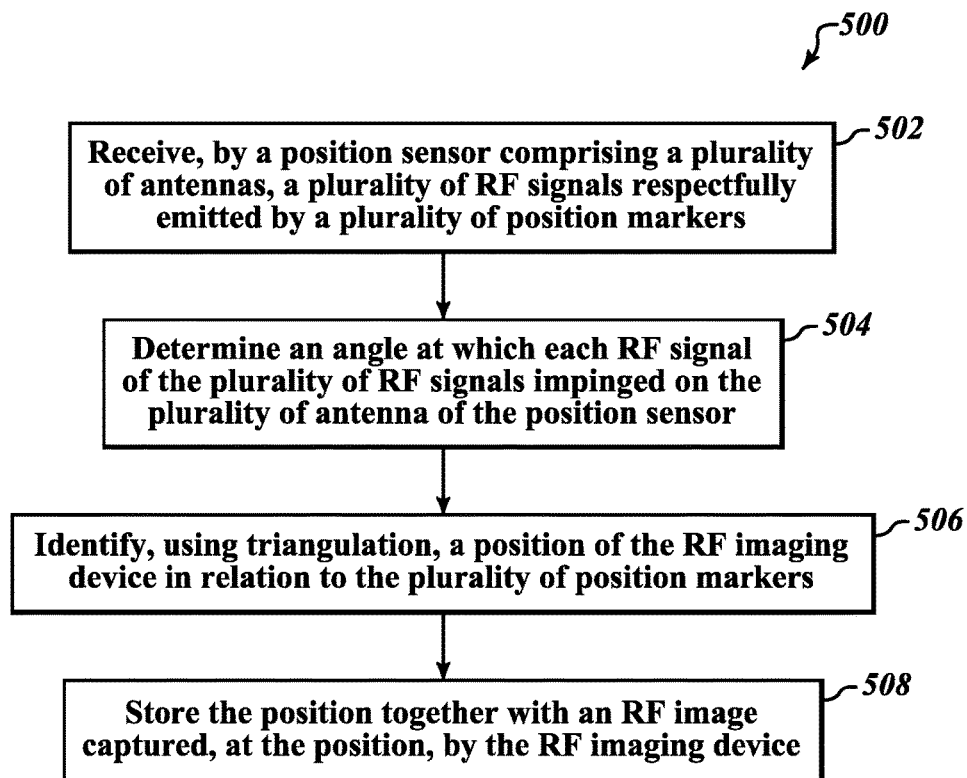 500
502
Receive, by a position sensor comprising a plurality
of antennas, a plurality of RF signals respectfully
emitted by a plurality of position markers
504
Determine an angle at which each RF signal
of the plurality of RF signals impinged on the
plurality of antenna of the position sensor
506
Identify, using triangulation, a position of the RF imaging
device in relation to the plurality of position markers
508
Store the position together with an RF image
captured, at the position, by the RF imaging device